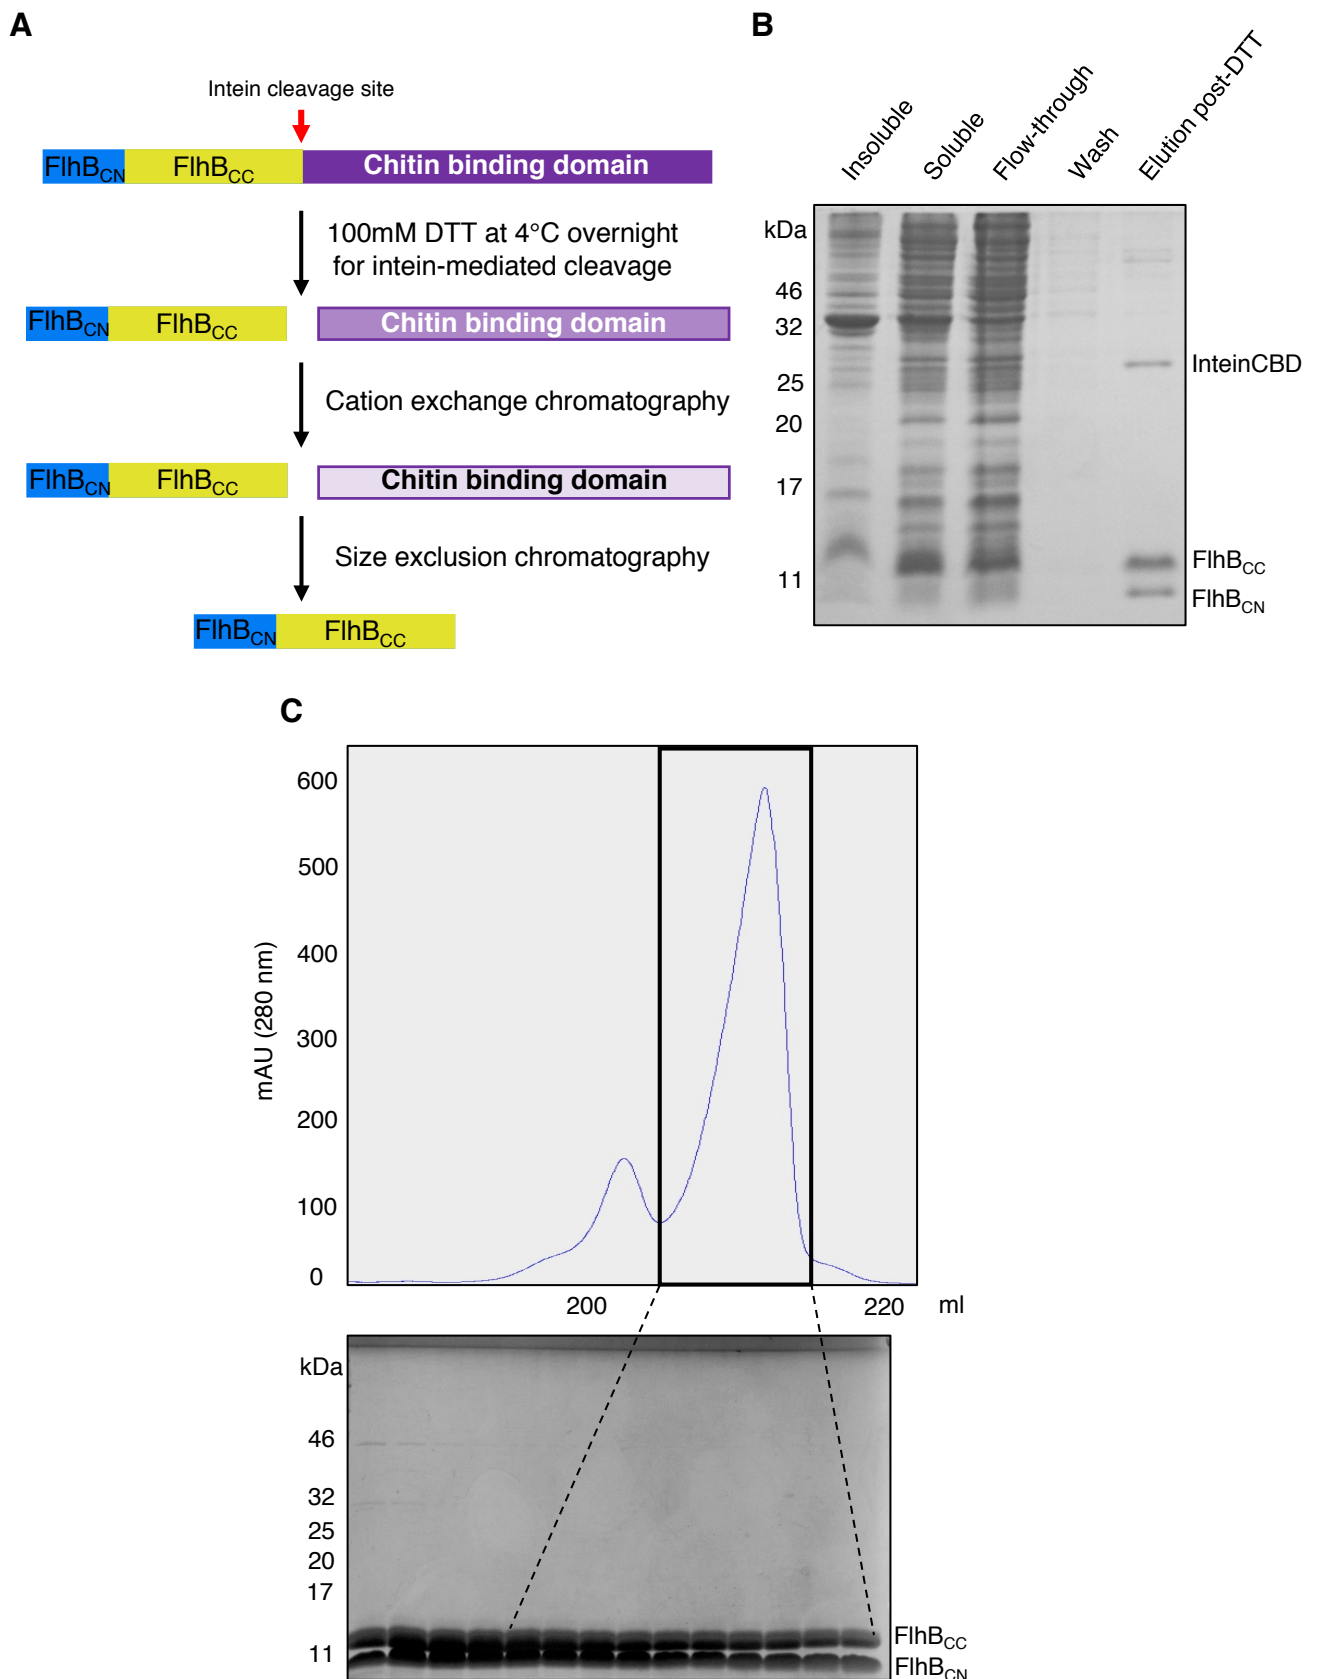 A
Intein cleavage site
FlhBCN FlhBCC Chitin binding domain
100mM DTT at 4°C overnight
for intein-mediated cleavage
FlhBCN FlhBCC Chitin binding domain
Cation exchange chromatography
FlhBCN FlhBCC Chitin binding domain
Size exclusion chromatography
FlhBCN FlhBCC
B
Insoluble
Soluble
Flow-through
Wash
Elution post-DTT
kDa
46
32
25
20
17
11
InteinCBD
FlhBCC
FlhBCN
C
mAU (280 nm)
600
500
400
300
200
100
0
200 220 ml
kDa
46
32
25
20
17
11
FlhBCC
FlhBCN